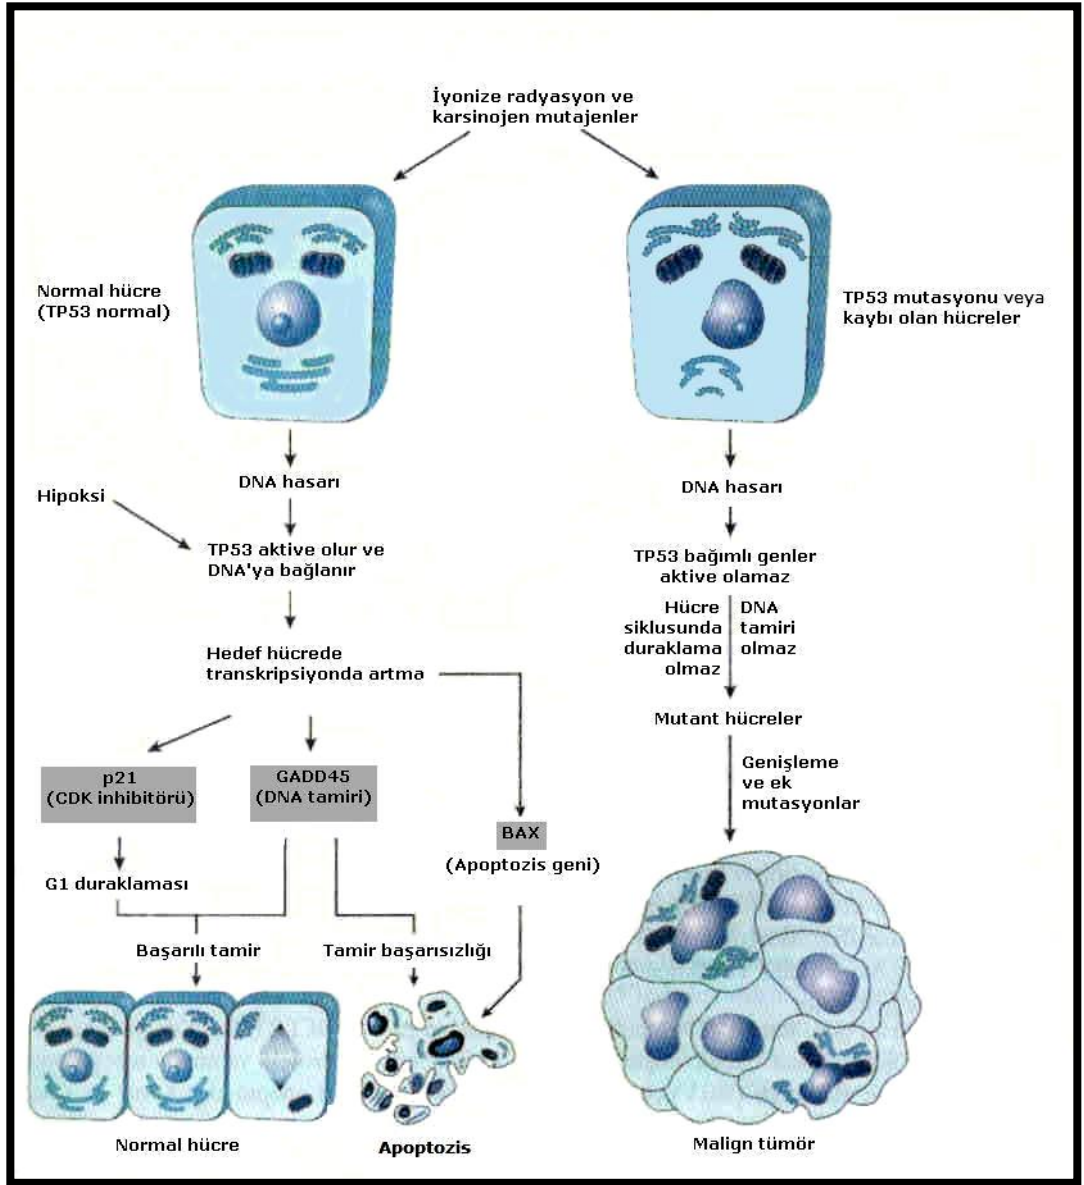 İyonize radyasyon ve
karsinojen mutajenler
Normal hücre
(TP53 normal)
TP53 mutasyonu veya
kaybı olan hücreler
DNA hasarı
Hipoksi
TP53 aktive olur ve
DNA'ya bağlanır
Hedef hücrede
transkripsiyonda artma
p21
(CDK inhibitörü)
GADD45
(DNA tamiri)
BAX
(Apoptozis geni)
G1 duraklaması
Başarılı tamir
Tamir başarısızlığı
Normal hücre
Apoptozis
DNA hasarı
TP53 bağımlı genler
aktive olamaz
Hücre
siklusunda
duraklama
olmaz
DNA
tamiri
olmaz
Mutant hücreler
Genişleme
ve ek
mutasyonlar
Malign tümör